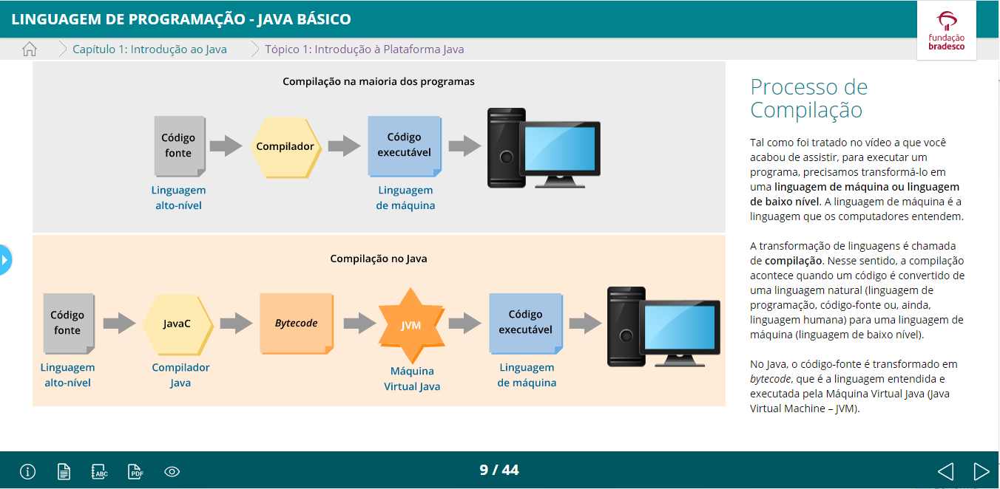 LINGUAGEM DE PROGRAMAÇÃO - JAVA BÁSICO
fundação
bradesco
Capítulo 1: Introdução ao Java
Tópico 1: Introdução à Plataforma Java
Compilação na maioria dos programas
Código
fonte
Compilador
Código
executável
Linguagem
alto-nível
Linguagem
de máquina
Compilação no Java
Código
fonte
JavaC
Bytecode
JVM
Código
executável
Linguagem
alto-nível
Compilador
Java
Máquina
Virtual Java
Linguagem
de máquina
Processo de
Compilação
Tal como foi tratado no vídeo a que você
acabou de assistir, para executar um
programa, precisamos transformá-lo em
uma linguagem de máquina ou linguagem
de baixo nível. A linguagem de máquina é a
linguagem que os computadores entendem.
A transformação de linguagens é chamada
de compilação. Nesse sentido, a compilação
acontece quando um código é convertido de
uma linguagem natural (linguagem de
programação, código-fonte ou, ainda,
linguagem humana) para uma linguagem de
máquina (linguagem de baixo nível).
No Java, o código-fonte é transformado em
bytecode, que é a linguagem entendida e
executada pela Máquina Virtual Java (Java
Virtual Machine – JVM).
ABC
PDF
9 / 44